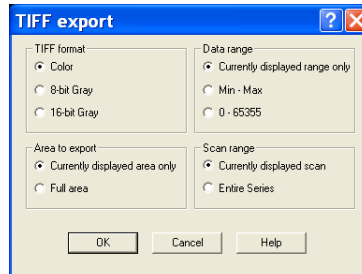 TIFF export
TIFF format
Color
8-bit Gray
16-bit Gray
Data range
Currently displayed range only
Min - Max
0 - 65355
Area to export
Currently displayed area only
Full area
Scan range
Currently displayed scan
Entire Series
OK
Cancel
Help